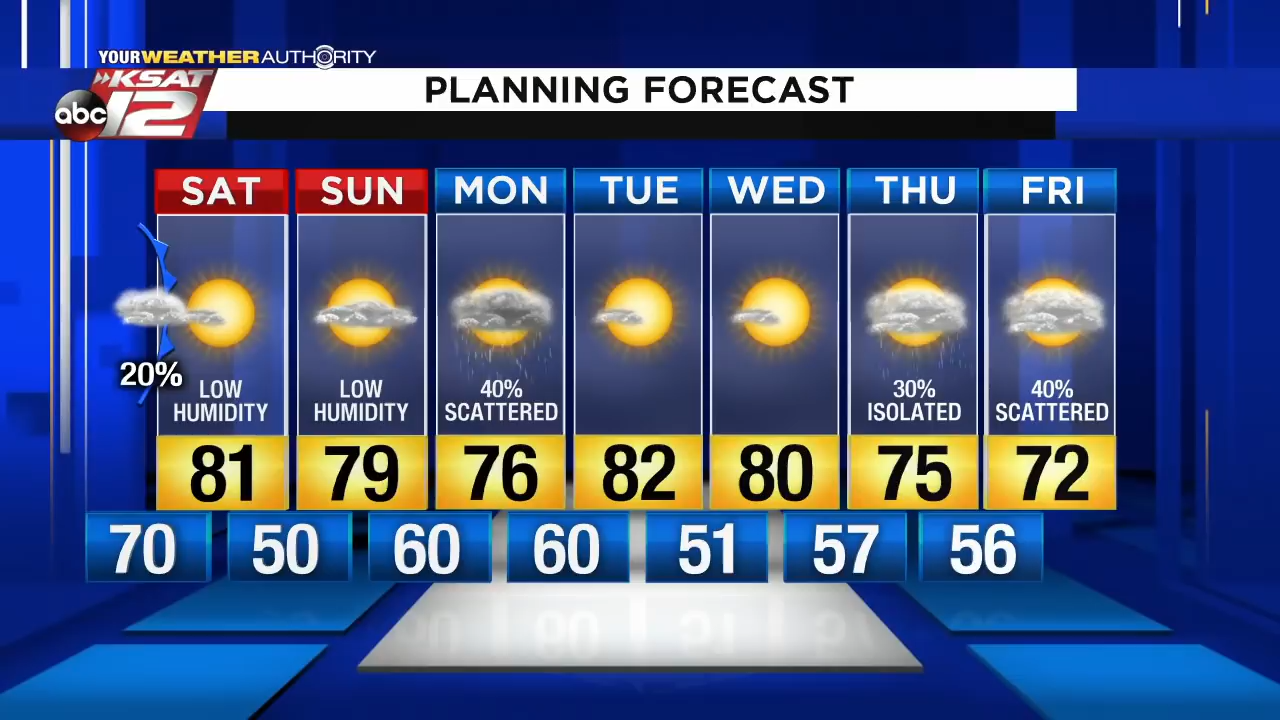 YOURWEATHERAUTHORITY
KSAT
abc 12
PLANNING FORECAST
SAT SUN MON TUE WED THU FRI
20%
LOW HUMIDITY
LOW HUMIDITY
40% SCATTERED
30% ISOLATED
40% SCATTERED
81 79 76 82 80 75 72
70 50 60 60 51 57 56